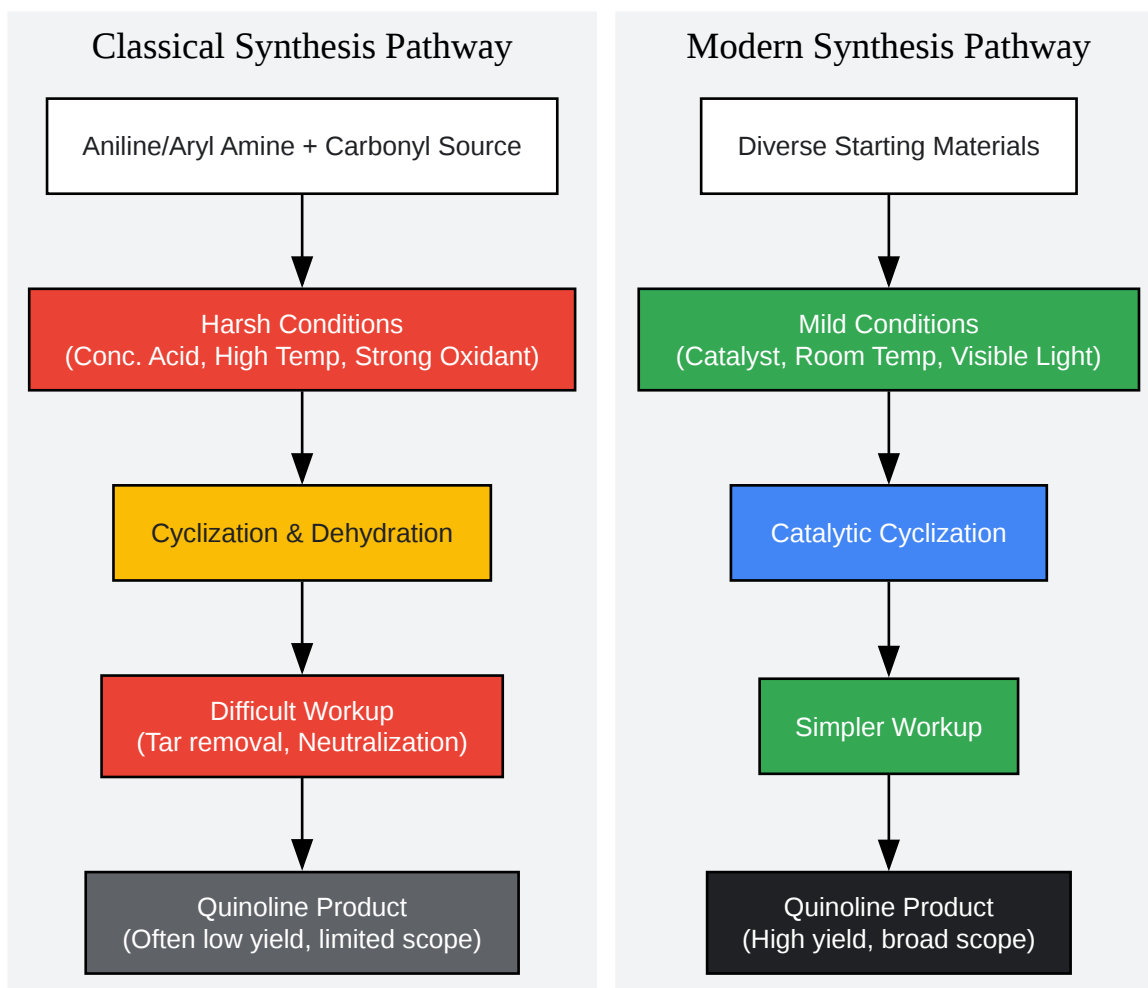 Classical Synthesis Pathway
Aniline/Aryl Amine + Carbonyl Source
Harsh Conditions
(Conc. Acid, High Temp, Strong Oxidant)
Cyclization & Dehydration
Difficult Workup
(Tar removal, Neutralization)
Quinoline Product
(Often low yield, limited scope)
Modern Synthesis Pathway
Diverse Starting Materials
Mild Conditions
(Catalyst, Room Temp, Visible Light)
Catalytic Cyclization
Simpler Workup
Quinoline Product
(High yield, broad scope)